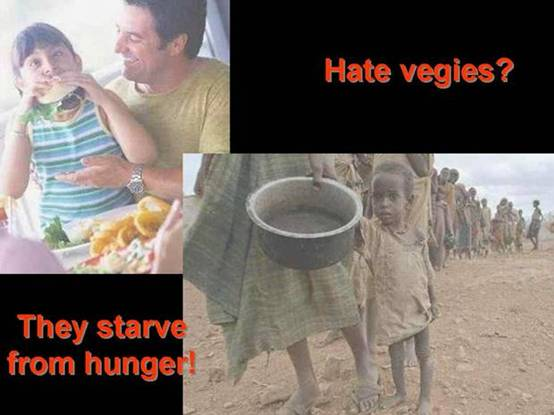 Hate vegies?
They starve
from hunger!